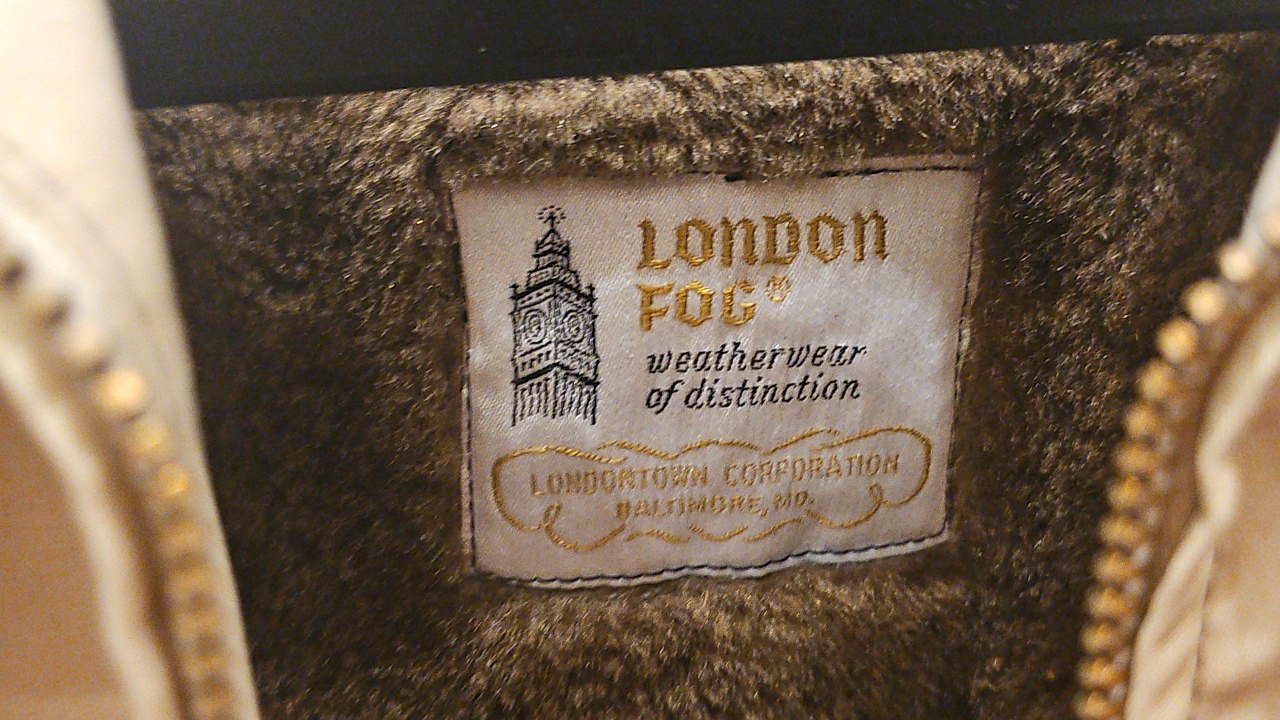 LONDON
FOG®
weatherwear
of distinction
LONDONTOWN CORPORATION
BALTIMORE, MD.